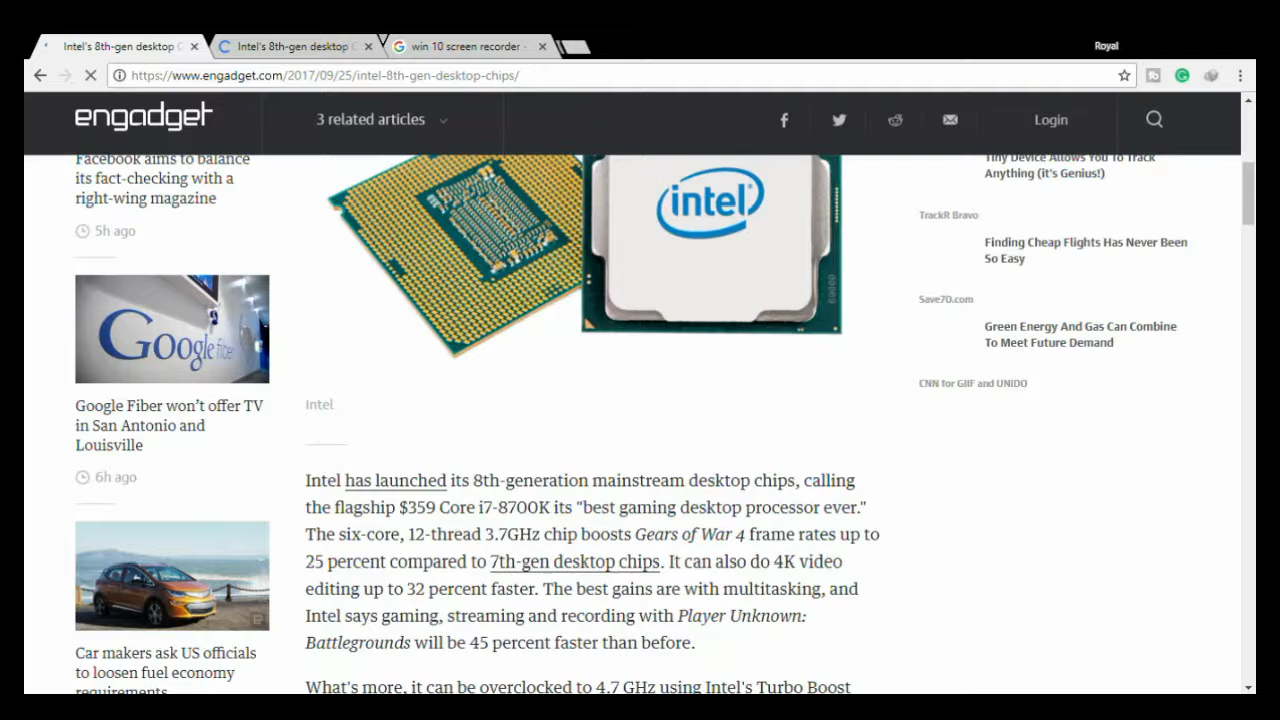 Intel's 8th-gen desktop C
Intel's 8th-gen desktop C
win 10 screen recorder -
Royal
https://www.engadget.com/2017/09/25/intel-8th-gen-desktop-chips/
engadget
3 related articles
Login
Facebook aims to balance
its fact-checking with a
right-wing magazine
5h ago
Google fiber
Google Fiber won't offer TV
in San Antonio and
Louisville
6h ago
Car makers ask US officials
to loosen fuel economy
requirements
intel
Intel
Intel has launched its 8th-generation mainstream desktop chips, calling
the flagship $359 Core i7-8700K its "best gaming desktop processor ever."
The six-core, 12-thread 3.7GHz chip boosts Gears of War 4 frame rates up to
25 percent compared to 7th-gen desktop chips. It can also do 4K video
editing up to 32 percent faster. The best gains are with multitasking, and
Intel says gaming, streaming and recording with Player Unknown:
Battlegrounds will be 45 percent faster than before.
What's more, it can be overclocked to 4.7 GHz using Intel's Turbo Boost
Tiny Device Allows You To Track
Anything (it's Genius!)
TrackR Bravo
Finding Cheap Flights Has Never Been
So Easy
Save70.com
Green Energy And Gas Can Combine
To Meet Future Demand
CNN for GIIF and UNIDO